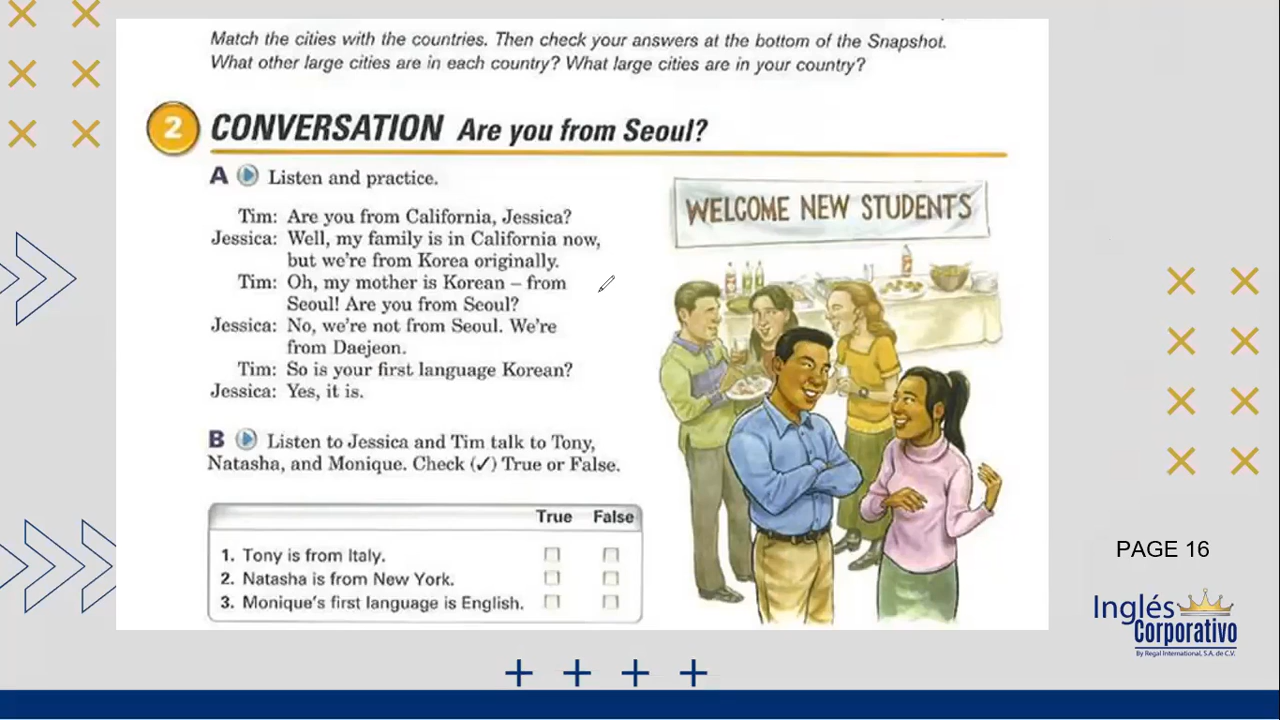 Match the cities with the countries. Then check your answers at the bottom of the Snapshot.
What other large cities are in each country? What large cities are in your country?
2 CONVERSATION Are you from Seoul?
A Listen and practice.
Tim: Are you from California, Jessica?
Jessica: Well, my family is in California now,
but we're from Korea originally.
Tim: Oh, my mother is Korean – from
Seoul! Are you from Seoul?
Jessica: No, we're not from Seoul. We're
from Daejeon.
Tim: So is your first language Korean?
Jessica: Yes, it is.
B Listen to Jessica and Tim talk to Tony,
Natasha, and Monique. Check (✓) True or False.
True False
1. Tony is from Italy.
2. Natasha is from New York.
3. Monique's first language is English.
WELCOME NEW STUDENTS
PAGE 16
Inglés
Corporativo
By Regal International, S.A. de C.V.